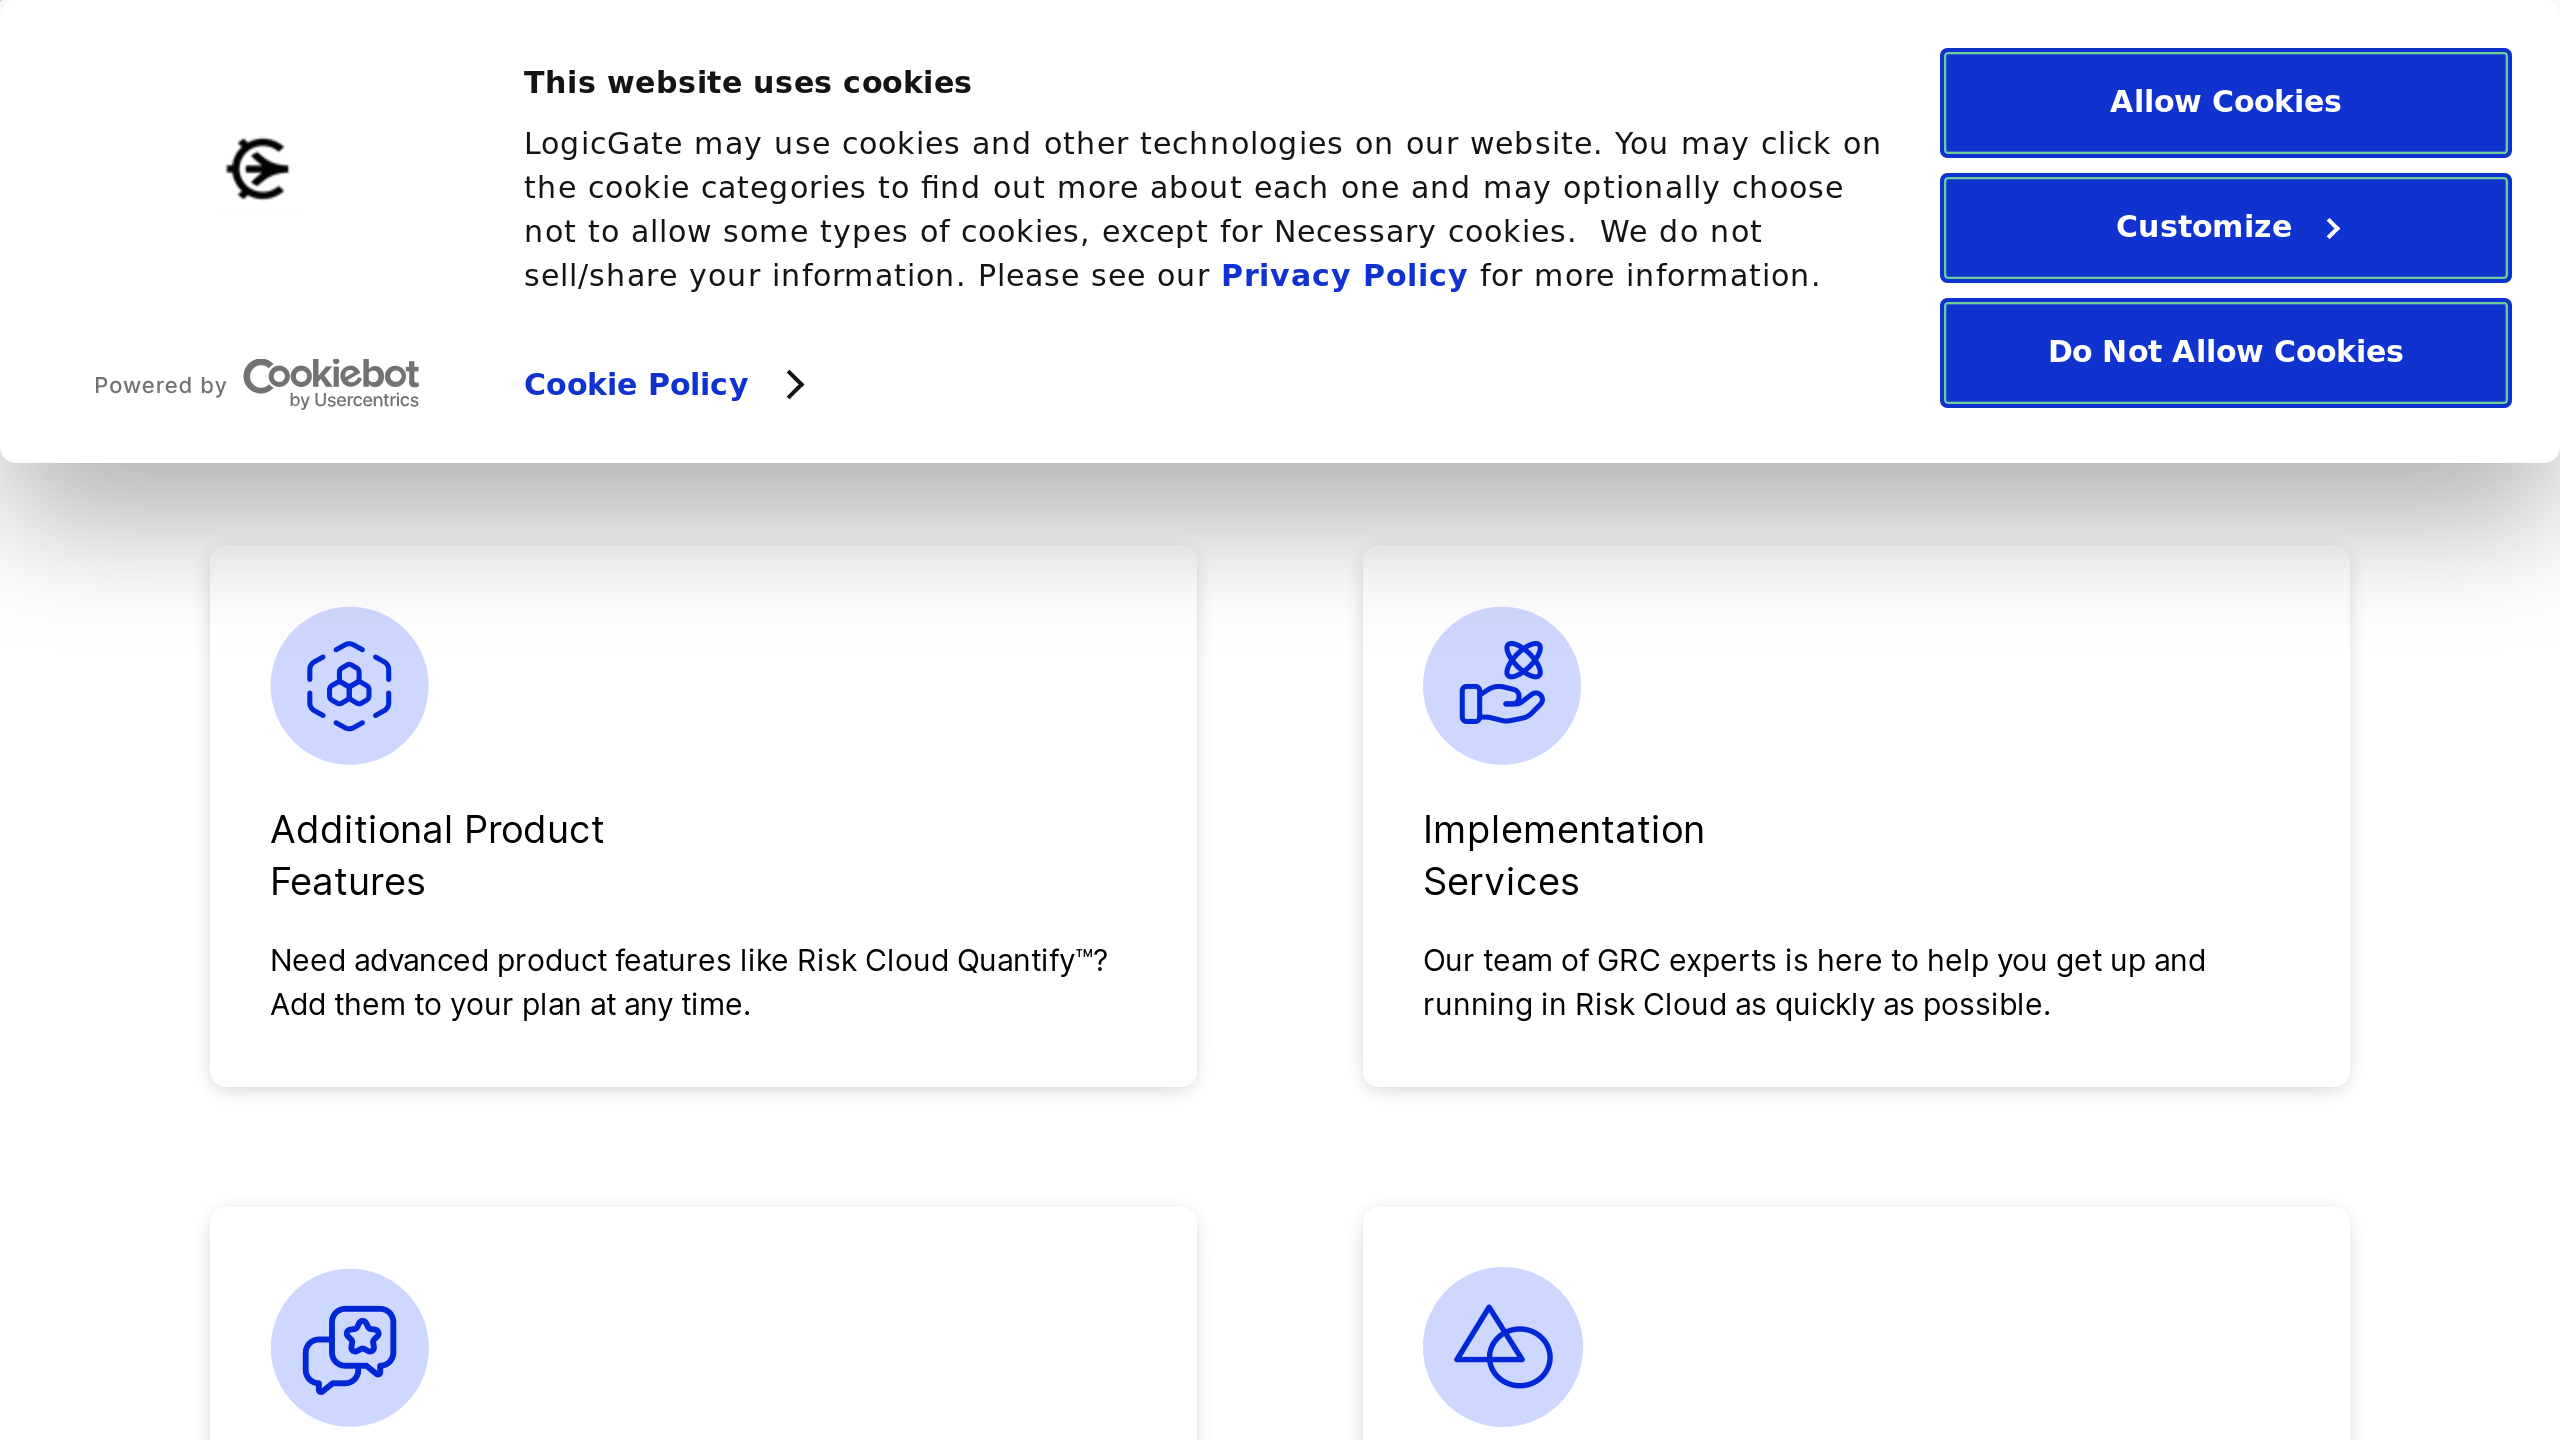 This website uses cookies
LogicGate may use cookies and other technologies on our website. You may click on
the cookie categories to find out more about each one and may optionally choose
not to allow some types of cookies, except for Necessary cookies.  We do not
sell/share your information. Please see our Privacy Policy for more information.
Powered by Cookiebot
by Usercentrics
Cookie Policy
Allow Cookies
Customize
Do Not Allow Cookies
Additional Product
Features
Need advanced product features like Risk Cloud Quantify™?
Add them to your plan at any time.
Implementation
Services
Our team of GRC experts is here to help you get up and
running in Risk Cloud as quickly as possible.